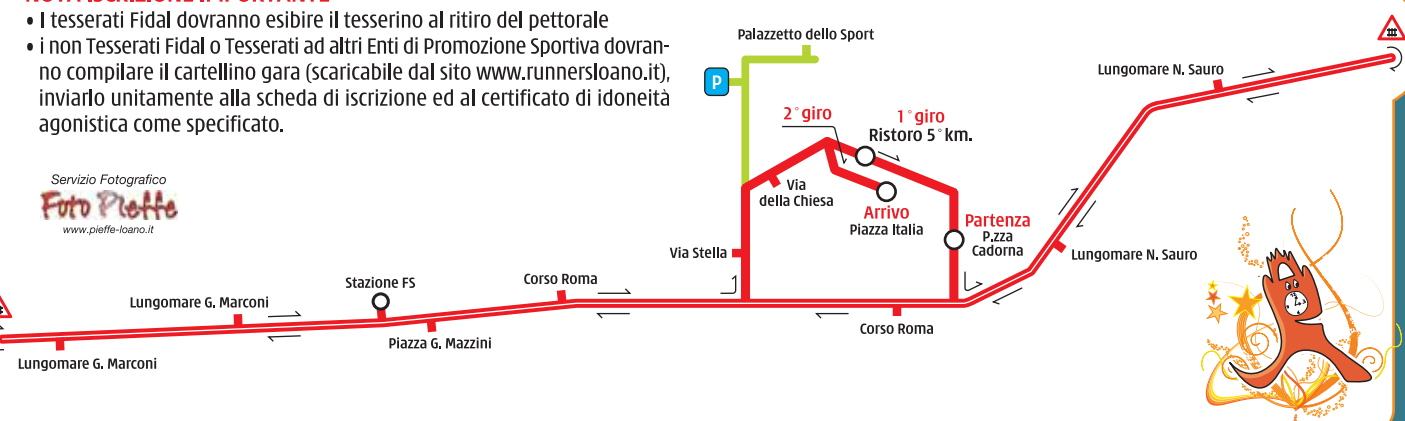 NOTA ISCRIZIONE IMPORTANTE
• I tesserati Fidal dovranno esibire il tesserino al ritiro del pettorale
• i non Tesserati Fidal o Tesserati ad altri Enti di Promozione Sportiva dovran-
no compilare il cartellino gara (scaricabile dal sito www.runnersloano.it),
inviarlo unitamente alla scheda di iscrizione ed al certificato di idoneità
agonistica come specificato.
Servizio Fotografico
Foto Pieffe
www.pieffe-loano.it
Palazzetto dello Sport
P
Lungomare N. Sauro
2°giro
1°giro
Ristoro 5°km.
Via
della Chiesa
Arrivo
Piazza Italia
Partenza
P.zza
Cadorna
Via Stella
Lungomare N. Sauro
Stazione FS
Corso Roma
Lungomare G. Marconi
Corso Roma
Piazza G. Mazzini
Lungomare G. Marconi